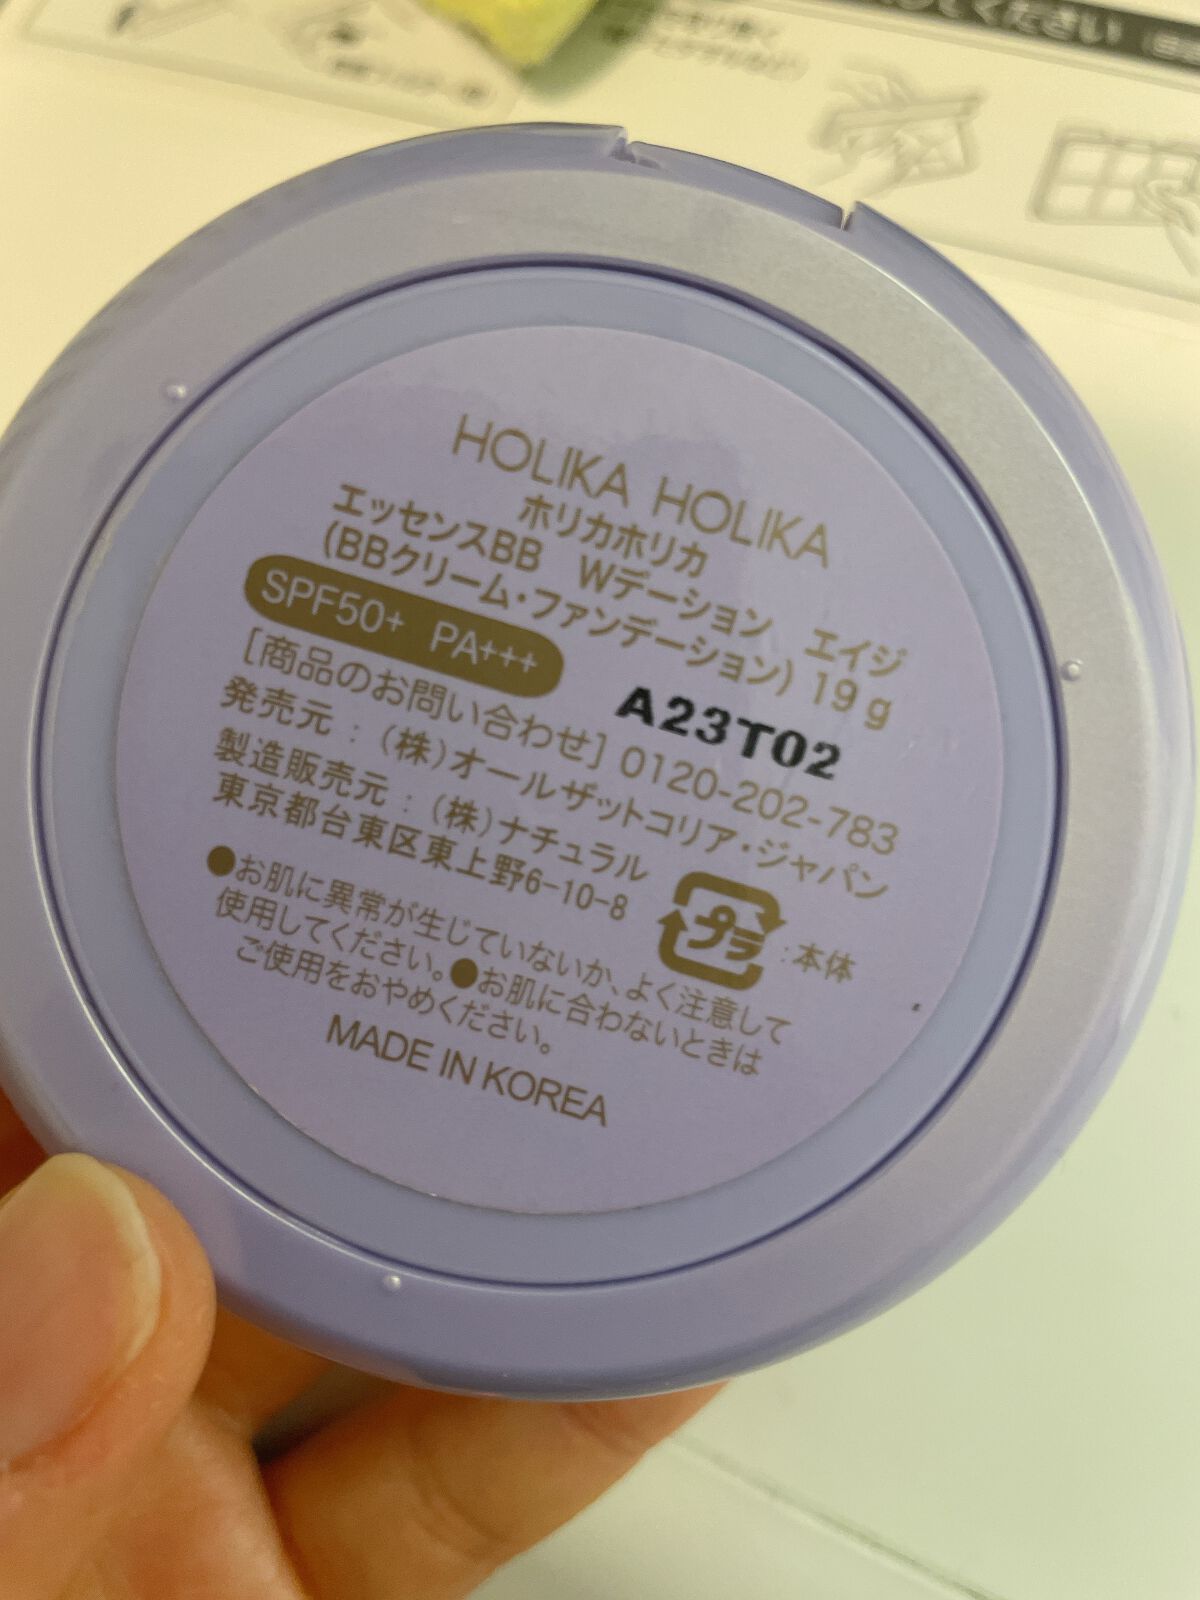 てください
HOLIKA HOLIKA
ホリカホリカ
エッセンスBB Wデーション エイジ
(BBクリーム・ファンデーション) 19 g
SPF50+ PA+++
A23T02
[商品のお問い合わせ] 0120-202-783
発売元：(株)オールザットコリア・ジャパン
製造販売元：(株)ナチュラル
東京都台東区東上野6-10-8
プラ
：本体
●お肌に異常が生じていないか、よく注意して
使用してください。●お肌に合わないときは
ご使用をおやめください。
MADE IN KOREA